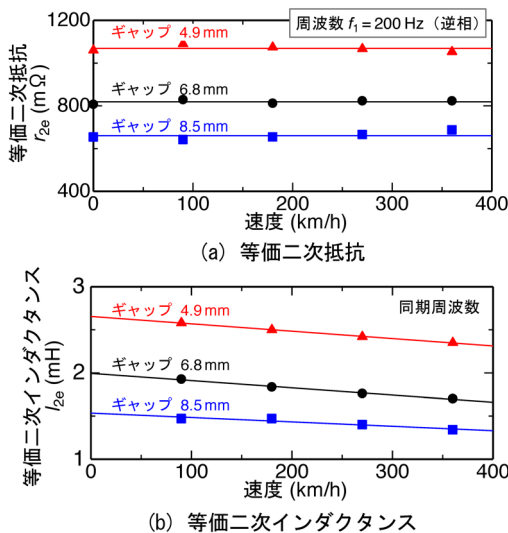 1200
800
400
等価二次抵抗
r2e (mΩ)
ギャップ 4.9 mm
周波数 f1 = 200 Hz（逆相）
ギャップ 6.8 mm
ギャップ 8.5 mm
0 100 200 300 400
速度 (km/h)
(a) 等価二次抵抗
3
2
1
等価二次インダクタンス
l2e (mH)
ギャップ 4.9 mm
同期周波数
ギャップ 6.8 mm
ギャップ 8.5 mm
0 100 200 300 400
速度 (km/h)
(b) 等価二次インダクタンス